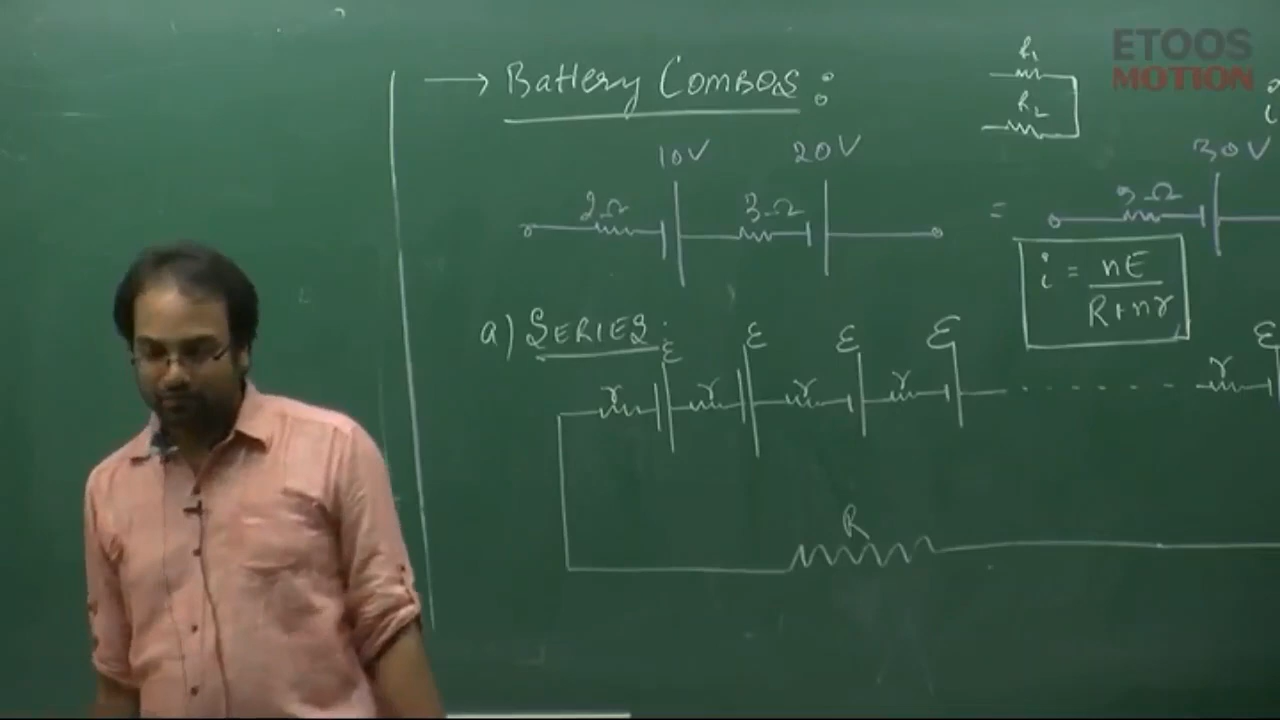 ETOOS
MOTION
→ Battery Combos :
R₁
R₂
10V 20V 30V
2Ω 3Ω = 5Ω
i = nE / R+nr
a) SERIES:
ε ε ε ε ε
r r r r r
R